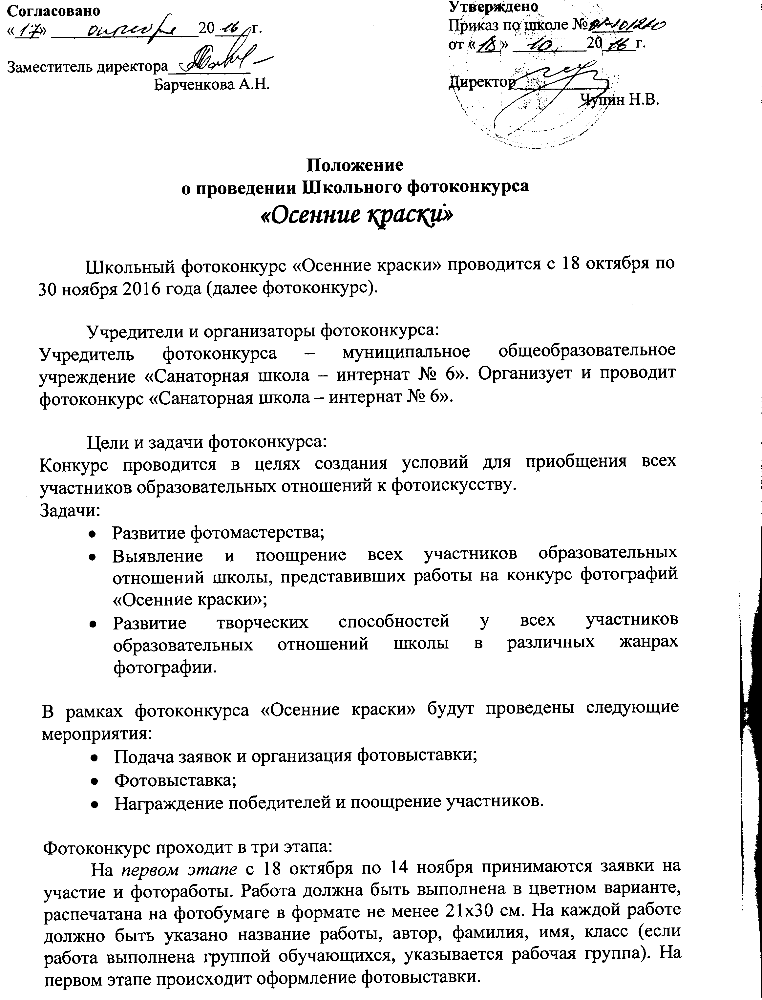 Согласовано
«17» октября 2016 г.
Заместитель директора
Барченкова А.Н.
Утверждено
Приказ по школе №
от «18» 10. 2016 г.
Директор
Чупин Н.В.
Положение
о проведении Школьного фотоконкурса
«Осенние краски»
Школьный фотоконкурс «Осенние краски» проводится с 18 октября по
30 ноября 2016 года (далее фотоконкурс).
Учредители и организаторы фотоконкурса:
Учредитель фотоконкурса – муниципальное общеобразовательное
учреждение «Санаторная школа – интернат № 6». Организует и проводит
фотоконкурс «Санаторная школа – интернат № 6».
Цели и задачи фотоконкурса:
Конкурс проводится в целях создания условий для приобщения всех
участников образовательных отношений к фотоискусству.
Задачи:
• Развитие фотомастерства;
• Выявление и поощрение всех участников образовательных
отношений школы, представивших работы на конкурс фотографий
«Осенние краски»;
• Развитие творческих способностей у всех участников
образовательных отношений школы в различных жанрах
фотографии.
В рамках фотоконкурса «Осенние краски» будут проведены следующие
мероприятия:
• Подача заявок и организация фотовыставки;
• Фотовыставка;
• Награждение победителей и поощрение участников.
Фотоконкурс проходит в три этапа:
На первом этапе с 18 октября по 14 ноября принимаются заявки на
участие и фотоработы. Работа должна быть выполнена в цветном варианте,
распечатана на фотобумаге в формате не менее 21х30 см. На каждой работе
должно быть указано название работы, автор, фамилия, имя, класс (если
работа выполнена группой обучающихся, указывается рабочая группа). На
первом этапе происходит оформление фотовыставки.